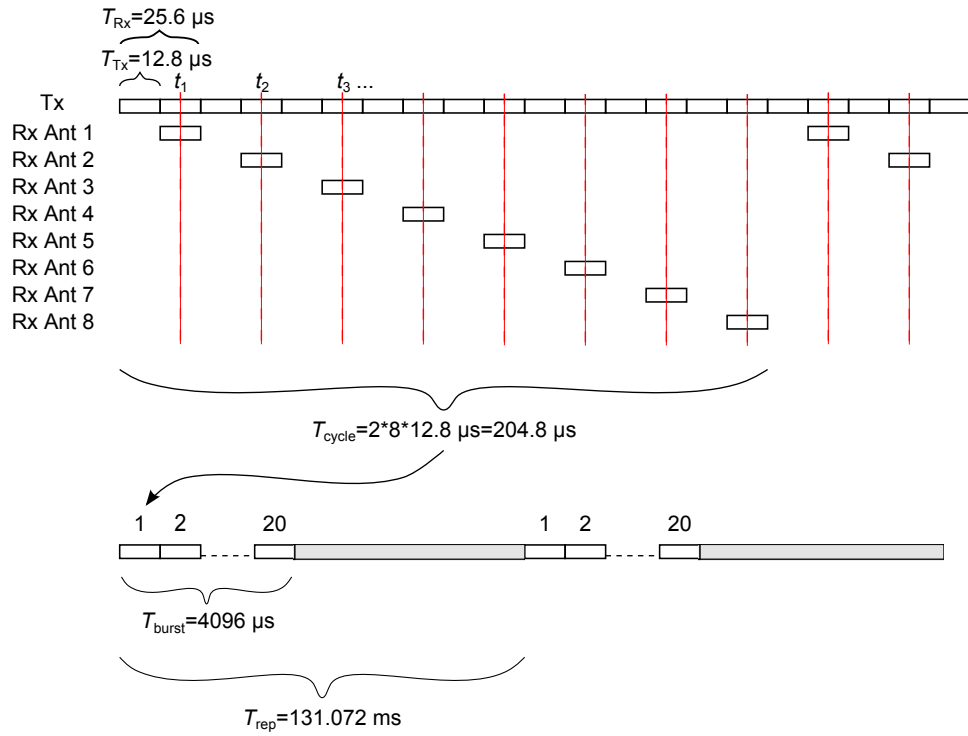 T_Rx=25.6 µs
T_Tx=12.8 µs
t_1 t_2 t_3 ...
Tx
Rx Ant 1
Rx Ant 2
Rx Ant 3
Rx Ant 4
Rx Ant 5
Rx Ant 6
Rx Ant 7
Rx Ant 8
T_cycle=2*8*12.8 µs=204.8 µs
1 2 20 1 2 20
T_burst=4096 µs
T_rep=131.072 ms